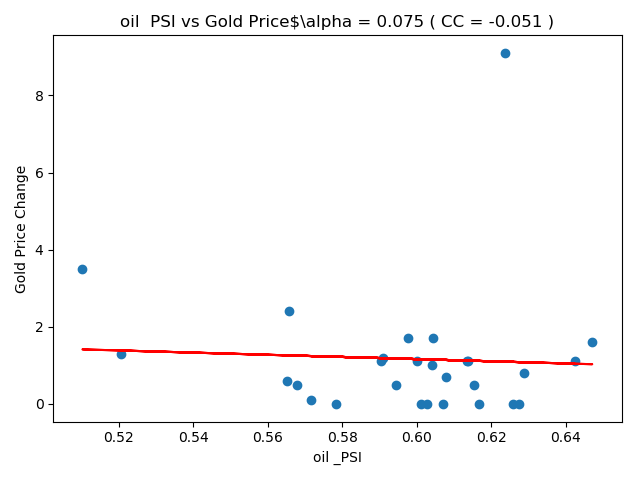 oil  PSI vs Gold Price$\alpha = 0.075 ( CC = -0.051 )
Gold Price Change
8
6
4
2
0
0.52 0.54 0.56 0.58 0.60 0.62 0.64
oil _PSI